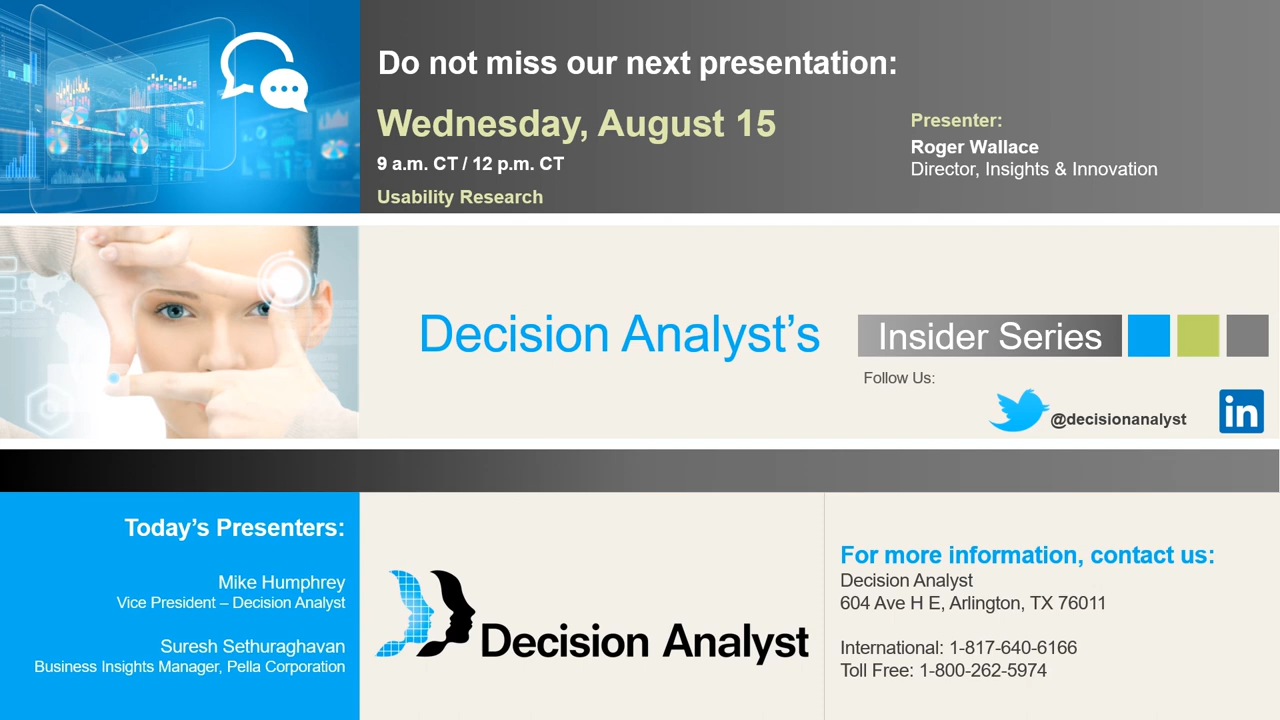 Do not miss our next presentation:
Wednesday, August 15
9 a.m. CT / 12 p.m. CT
Usability Research
Presenter:
Roger Wallace
Director, Insights & Innovation
Decision Analyst’s
Insider Series
Follow Us:
@decisionanalyst
in
Today’s Presenters:
Mike Humphrey
Vice President – Decision Analyst
Suresh Sethuraghavan
Business Insights Manager, Pella Corporation
Decision Analyst
For more information, contact us:
Decision Analyst
604 Ave H E, Arlington, TX 76011
International: 1-817-640-6166
Toll Free: 1-800-262-5974